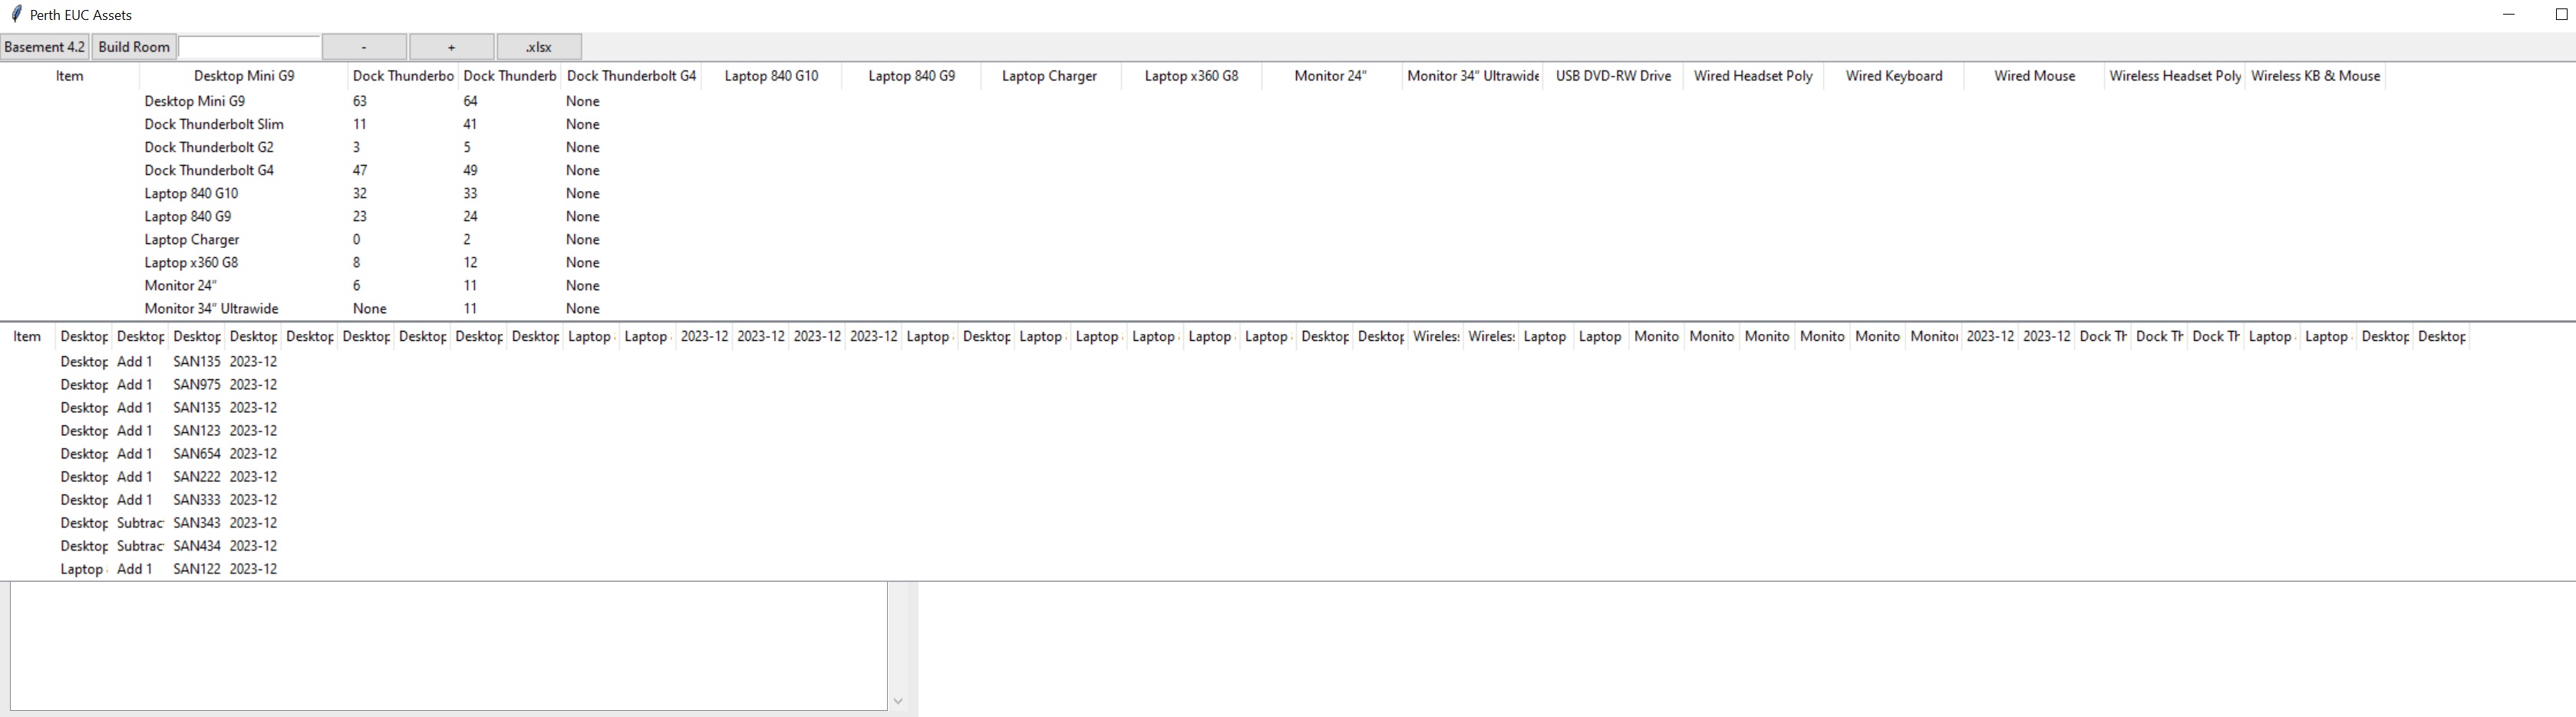 Perth EUC Assets
Basement 4.2 Build Room - + .xlsx
Item Desktop Mini G9 Dock Thunderbo Dock Thunderb Dock Thunderbolt G4 Laptop 840 G10 Laptop 840 G9 Laptop Charger Laptop x360 G8 Monitor 24" Monitor 34" Ultrawide USB DVD-RW Drive Wired Headset Poly Wired Keyboard Wired Mouse Wireless Headset Poly Wireless KB & Mouse
Desktop Mini G9 63 64 None
Dock Thunderbolt Slim 11 41 None
Dock Thunderbolt G2 3 5 None
Dock Thunderbolt G4 47 49 None
Laptop 840 G10 32 33 None
Laptop 840 G9 23 24 None
Laptop Charger 0 2 None
Laptop x360 G8 8 12 None
Monitor 24" 6 11 None
Monitor 34" Ultrawide None 11 None
Item Desktop Desktop Desktop Desktop Desktop Desktop Desktop Desktop Desktop Laptop Laptop 2023-12 2023-12 2023-12 2023-12 Laptop Desktop Laptop Laptop Laptop Laptop Laptop Desktop Desktop Wireles Wireles Laptop Laptop Monito Monito Monito Monito Monito Monitor 2023-12 2023-12 Dock Th Dock Th Dock Th Laptop Laptop Desktop Desktop
Desktop Add 1 SAN135 2023-12
Desktop Add 1 SAN975 2023-12
Desktop Add 1 SAN135 2023-12
Desktop Add 1 SAN123 2023-12
Desktop Add 1 SAN654 2023-12
Desktop Add 1 SAN222 2023-12
Desktop Add 1 SAN333 2023-12
Desktop Subtrac SAN343 2023-12
Desktop Subtrac SAN434 2023-12
Laptop Add 1 SAN122 2023-12